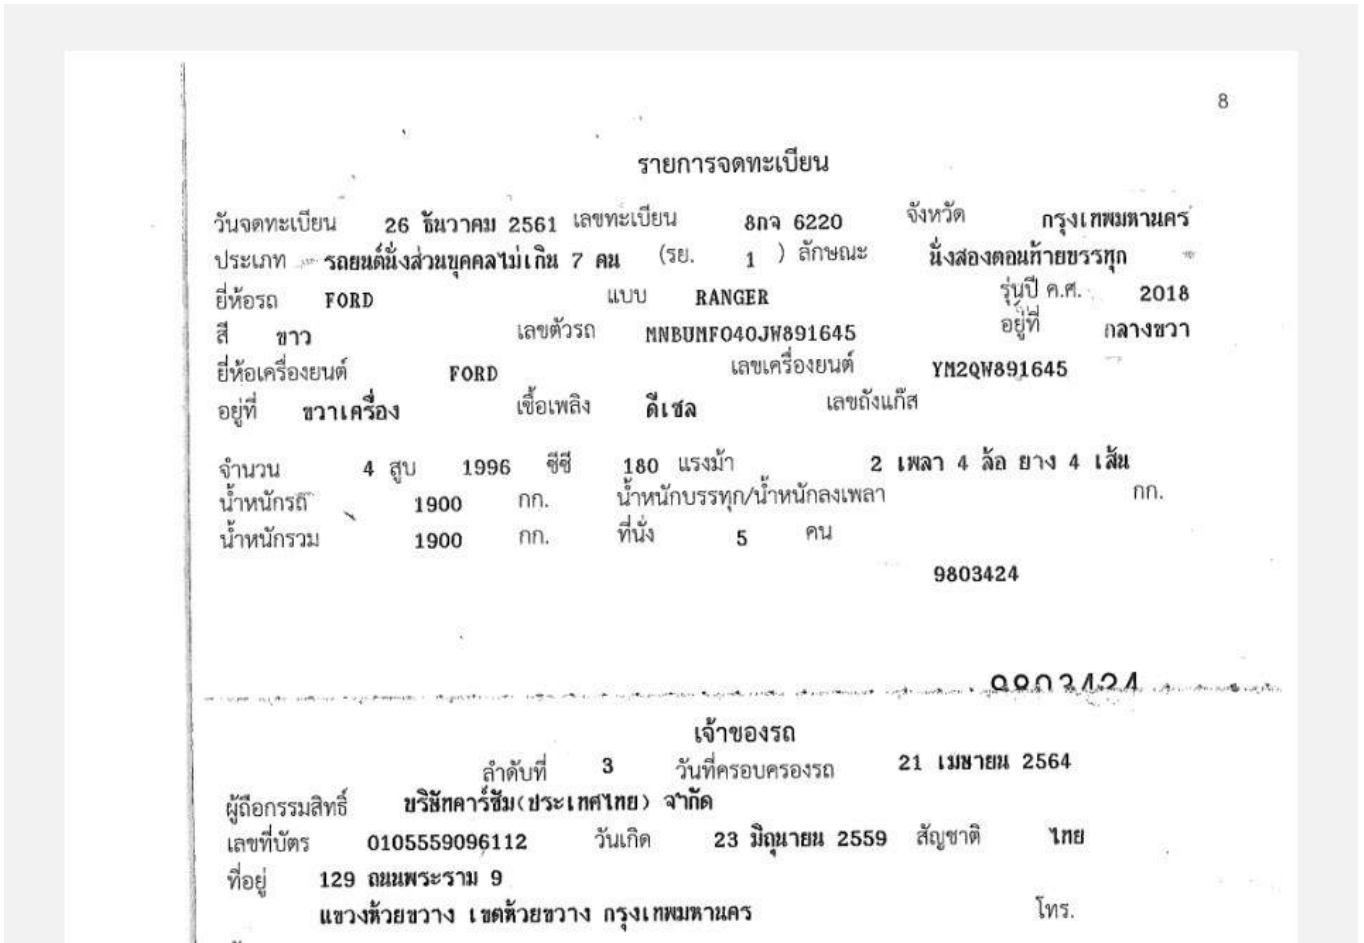 8
รายการจดทะเบียน
วันจดทะเบียน 26 ธันวาคม 2561 เลขทะเบียน 8กจ 6220 จังหวัด กรุงเทพมหานคร
ประเภท รถยนต์นั่งส่วนบุคคลไม่เกิน 7 คน (รย. 1 ) ลักษณะ นั่งสองตอนท้ายบรรทุก
ยี่ห้อรถ FORD แบบ RANGER รุ่นปี ค.ศ. 2018
สี ขาว เลขตัวรถ MNBUMF040JW891645 อยู่ที่ กลางขวา
ยี่ห้อเครื่องยนต์ FORD เลขเครื่องยนต์ YM2QW891645
อยู่ที่ ขวาเครื่อง เชื้อเพลิง ดีเซล เลขถังแก๊ส
จำนวน 4 สูบ 1996 ซีซี 180 แรงม้า 2 เพลา 4 ล้อ ยาง 4 เส้น
น้ำหนักรถ 1900 กก. น้ำหนักบรรทุก/น้ำหนักลงเพลา กก.
น้ำหนักรวม 1900 กก. ที่นั่ง 5 คน
9803424
9803424
เจ้าของรถ
ลำดับที่ 3 วันที่ครอบครองรถ 21 เมษายน 2564
ผู้ถือกรรมสิทธิ์ บริษัทคาร์ซัม(ประเทศไทย) จำกัด
เลขที่บัตร 0105559096112 วันเกิด 23 มิถุนายน 2559 สัญชาติ ไทย
ที่อยู่ 129 ถนนพระราม 9
แขวงห้วยขวาง เขตห้วยขวาง กรุงเทพมหานคร โทร.